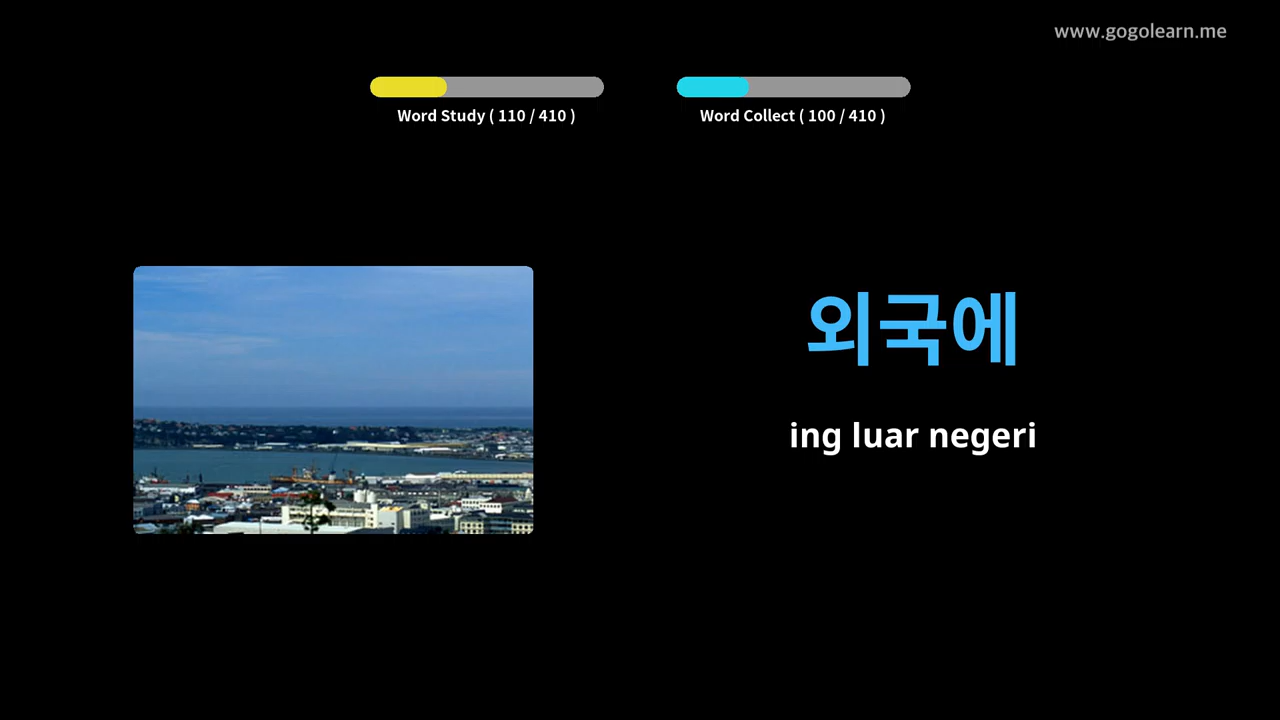 www.gogolearn.me
Word Study ( 110 / 410 )
Word Collect ( 100 / 410 )
외국에
ing luar negeri